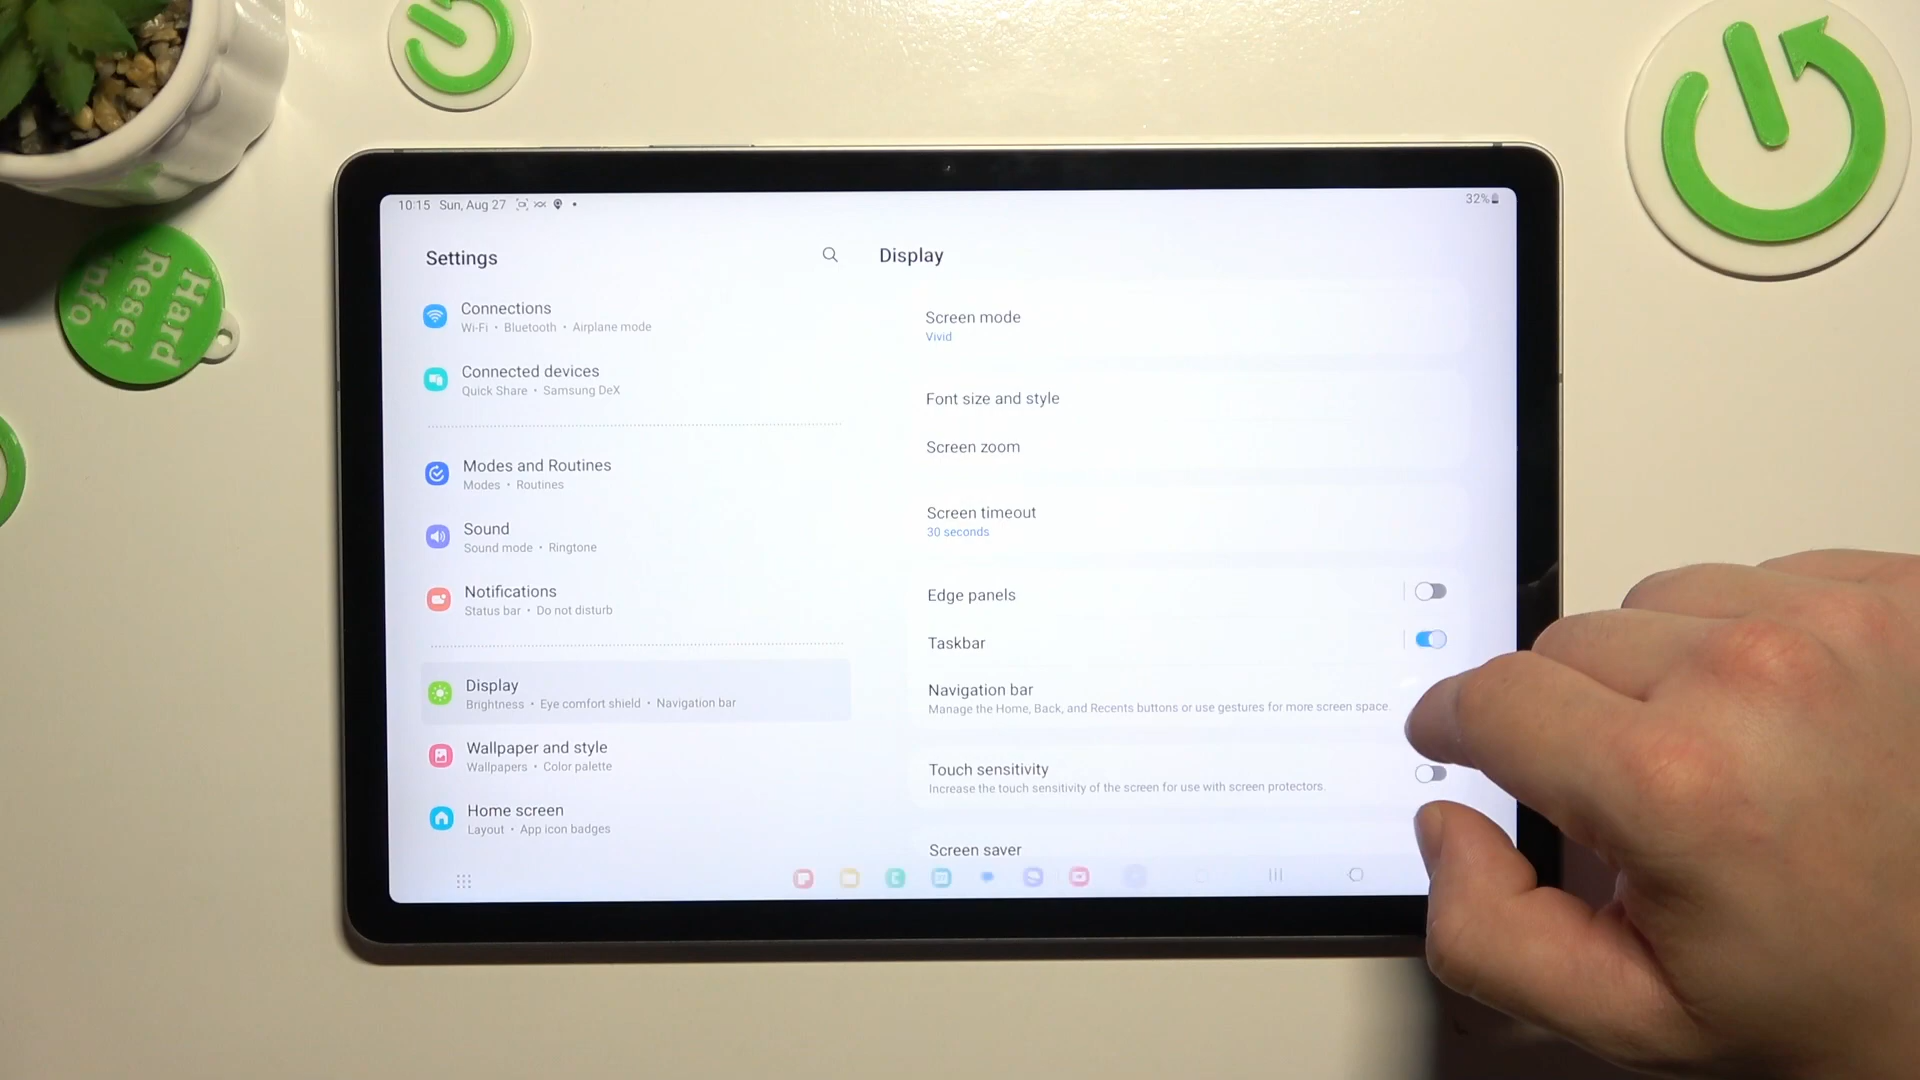 Hard
Reset
Info
10:15 Sun, Aug 27
32%
Settings
Connections
Wi-Fi • Bluetooth • Airplane mode
Connected devices
Quick Share • Samsung DeX
Modes and Routines
Modes • Routines
Sound
Sound mode • Ringtone
Notifications
Status bar • Do not disturb
Display
Brightness • Eye comfort shield • Navigation bar
Wallpaper and style
Wallpapers • Color palette
Home screen
Layout • App icon badges
Display
Screen mode
Vivid
Font size and style
Screen zoom
Screen timeout
30 seconds
Edge panels
Taskbar
Navigation bar
Manage the Home, Back, and Recents buttons or use gestures for more screen space.
Touch sensitivity
Increase the touch sensitivity of the screen for use with screen protectors.
Screen saver